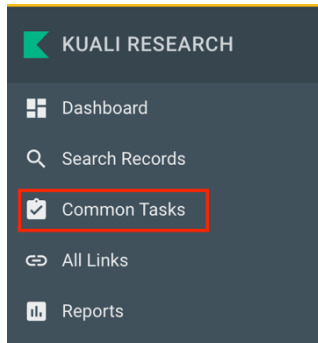 KUALI RESEARCH
Dashboard
Search Records
Common Tasks
All Links
Reports